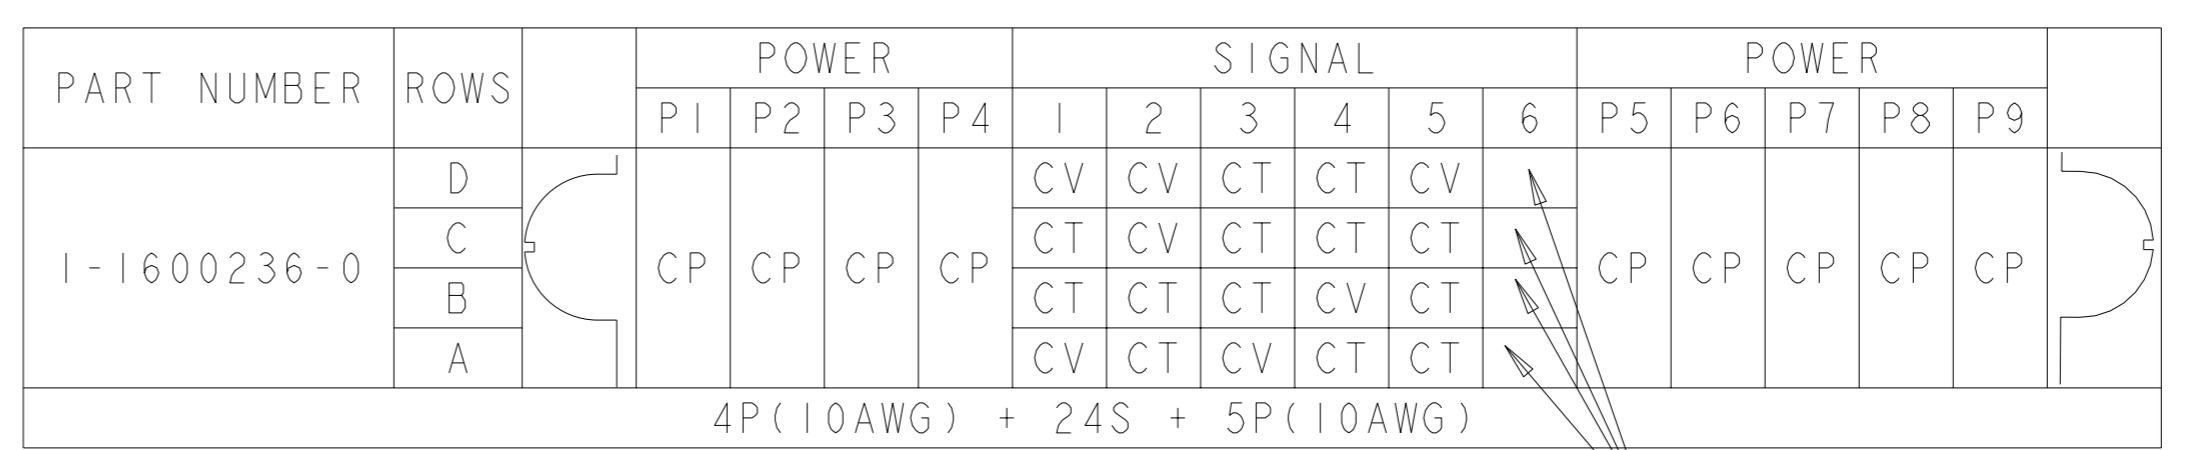 POWER SIGNAL POWER
PART NUMBER ROWS
P1 P2 P3 P4 1 2 3 4 5 6 P5 P6 P7 P8 P9
D CV CV CT CT CV
C CT CV CT CT CT
1-1600236-0 CP CP CP CP CP CP CP CP CP
B CT CT CT CV CT
A CV CT CV CT CT
4P(10AWG) + 24S + 5P(10AWG)